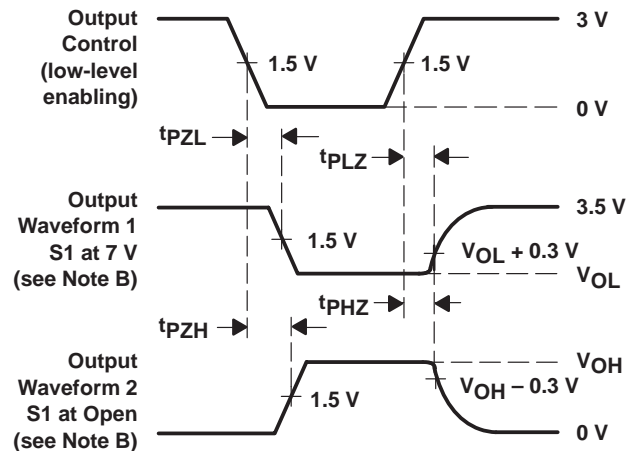 Output
Control
(low-level
enabling)
3 V
1.5 V
1.5 V
0 V
tPZL
tPLZ
Output
Waveform 1
S1 at 7 V
(see Note B)
3.5 V
1.5 V
VOL + 0.3 V
VOL
tPHZ
tPZH
Output
Waveform 2
S1 at Open
(see Note B)
VOH
VOH – 0.3 V
1.5 V
0 V